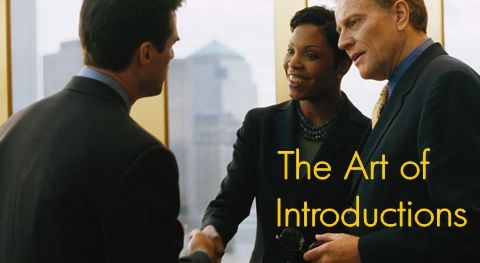 The Art of
Introductions